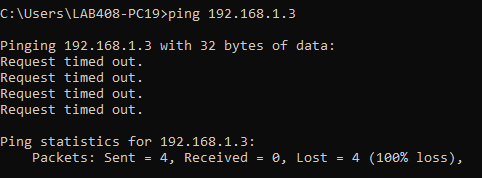 C:\Users\LAB408-PC19>ping 192.168.1.3
Pinging 192.168.1.3 with 32 bytes of data:
Request timed out.
Request timed out.
Request timed out.
Request timed out.
Ping statistics for 192.168.1.3:
    Packets: Sent = 4, Received = 0, Lost = 4 (100% loss),